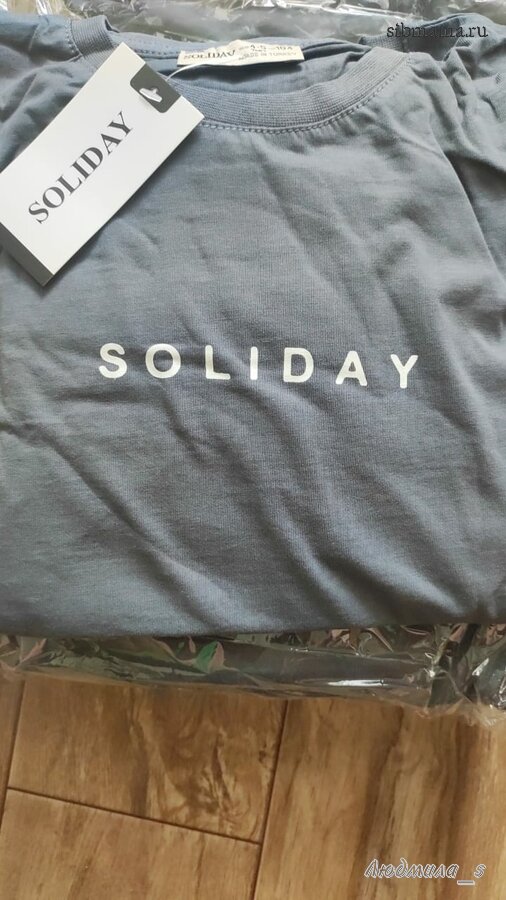 sibmama.ru
SOLIDAY
SOLIDAY
SOLIDAY
Людмила_s